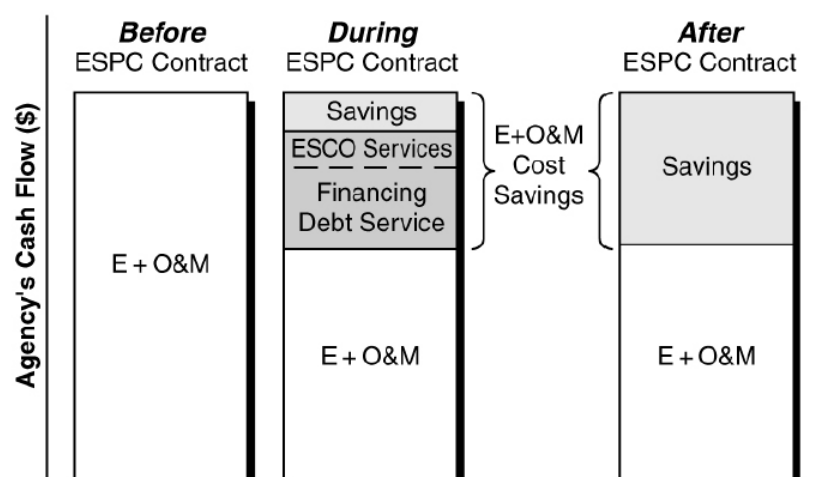 Agency's Cash Flow ($)
Before
ESPC Contract
E + O&M
During
ESPC Contract
Savings
ESCO Services
Financing
Debt Service
E + O&M
E+O&M
Cost
Savings
After
ESPC Contract
Savings
E + O&M